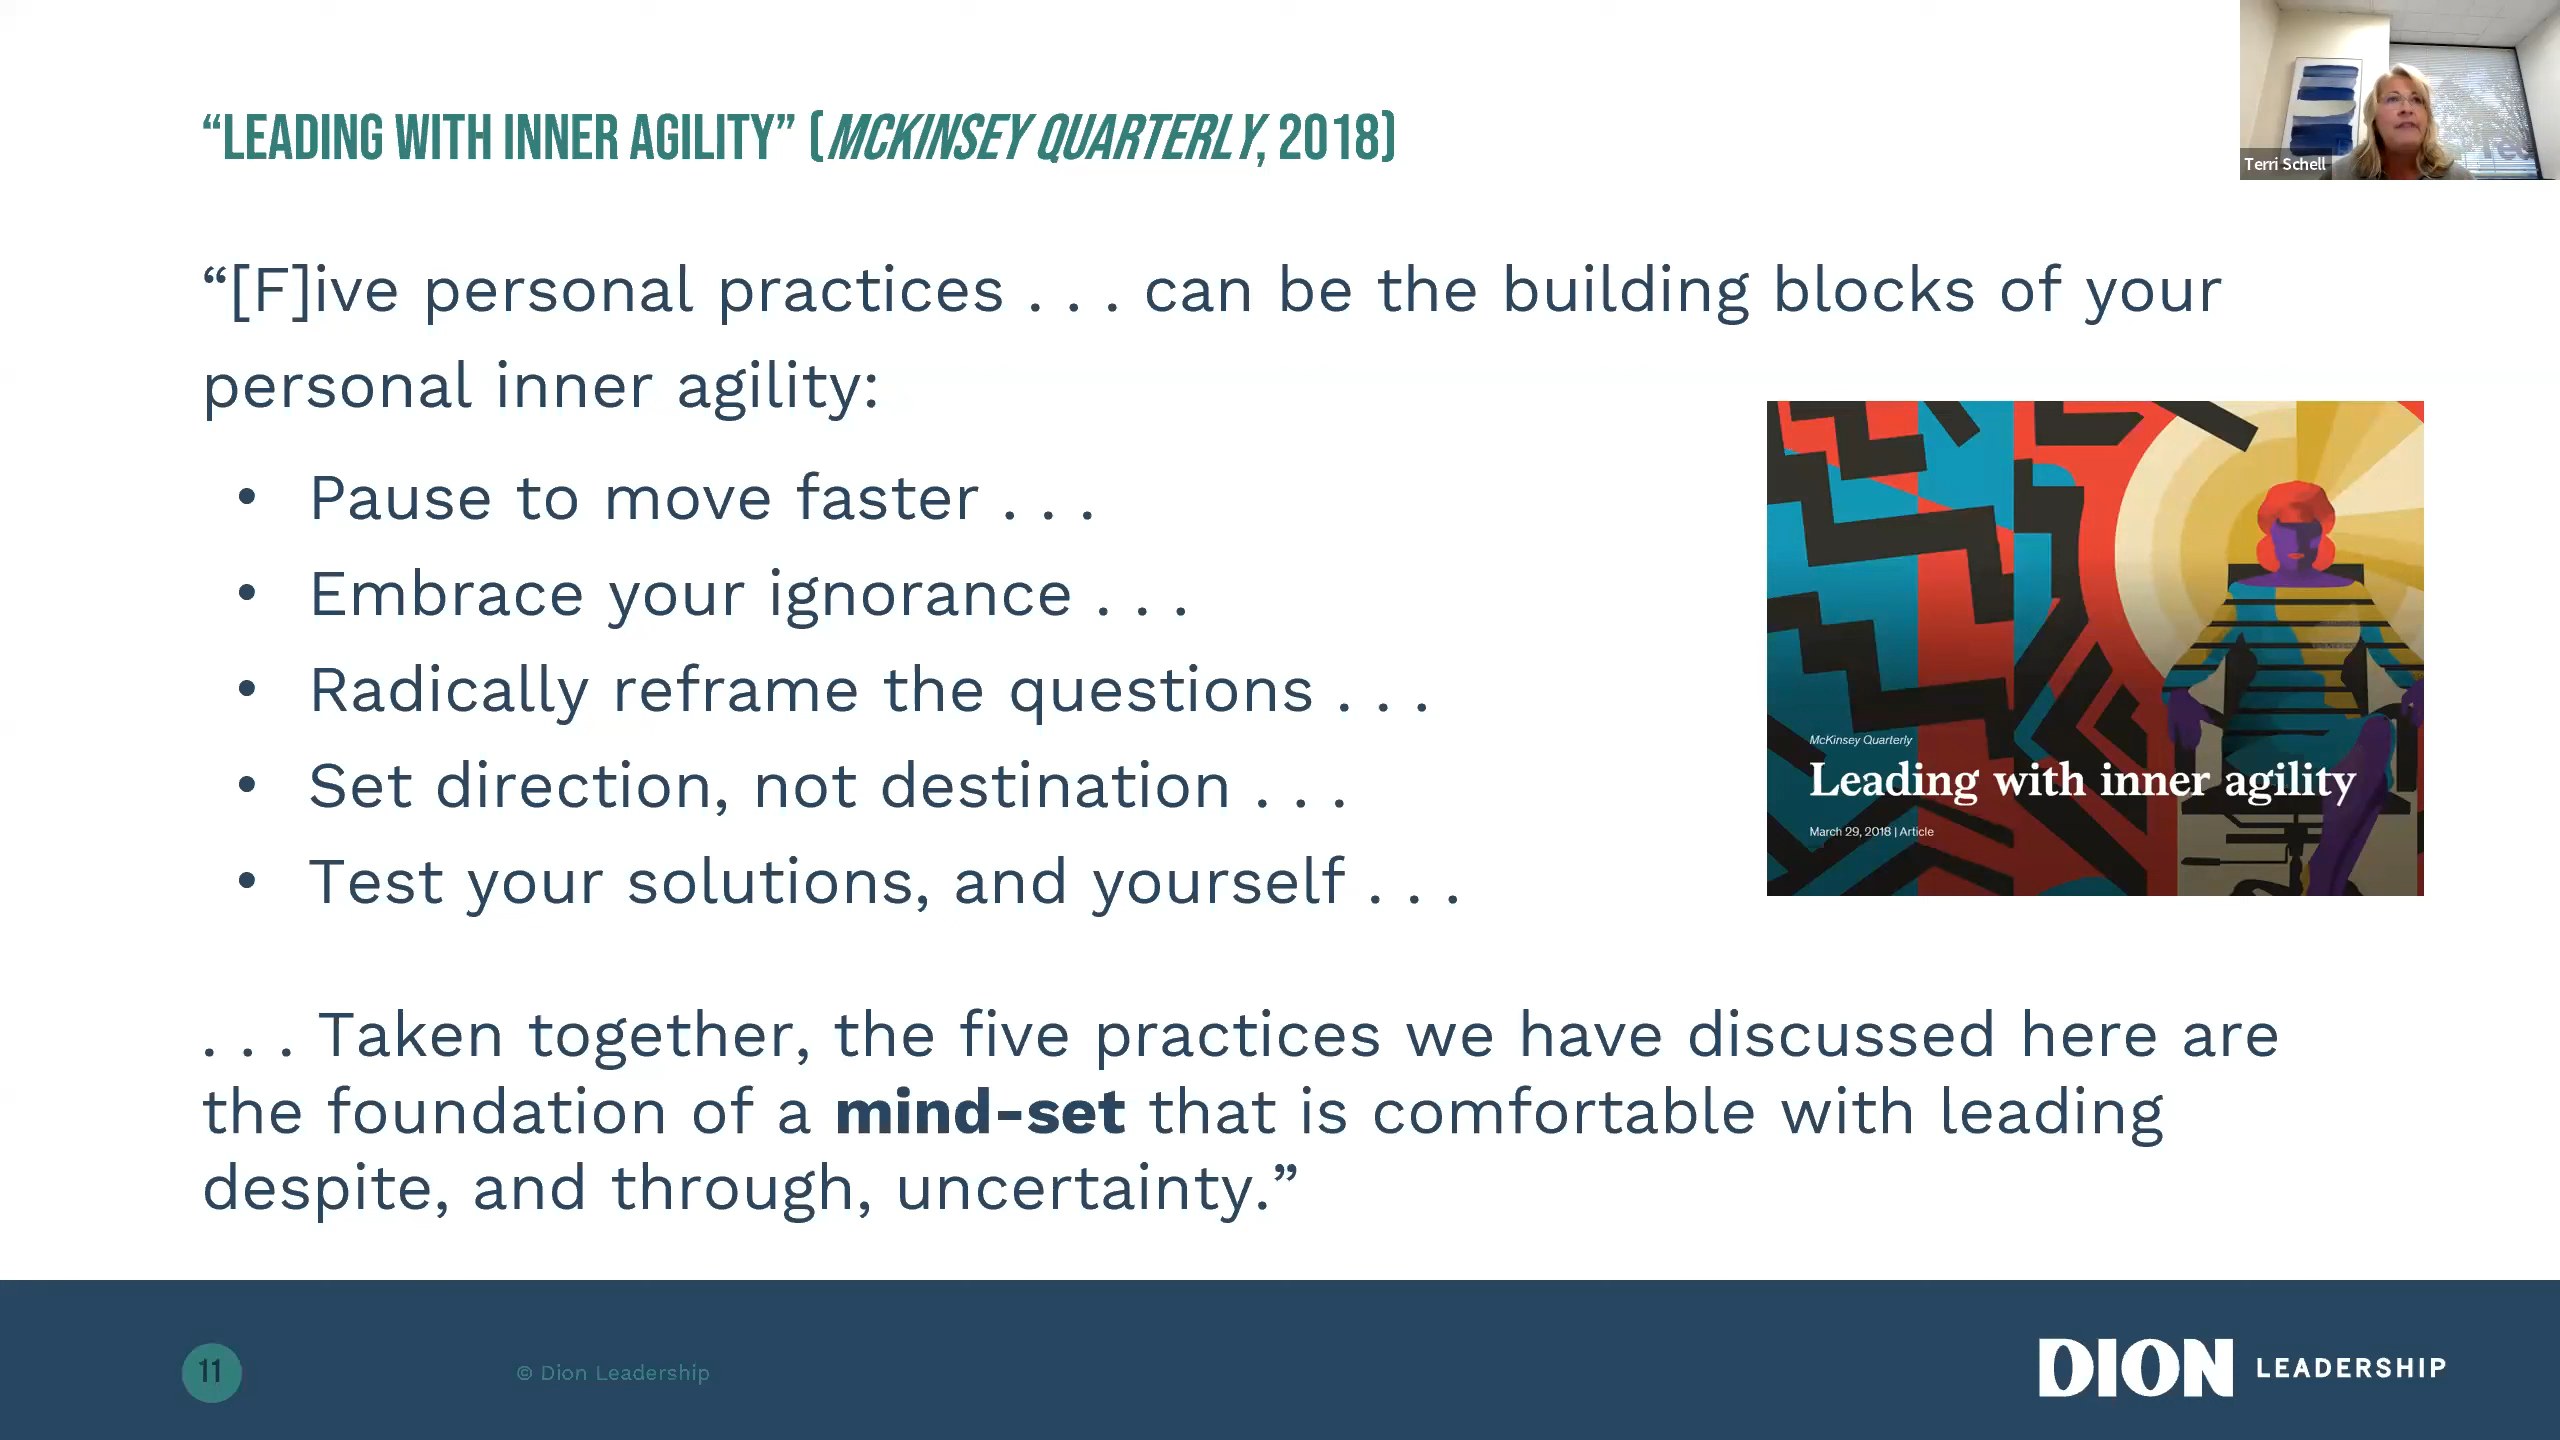 “LEADING WITH INNER AGILITY” (MCKINSEY QUARTERLY, 2018)
Terri Schell
“[F]ive personal practices . . . can be the building blocks of your
personal inner agility:
• Pause to move faster . . .
• Embrace your ignorance . . .
• Radically reframe the questions . . .
• Set direction, not destination . . .
• Test your solutions, and yourself . . .
McKinsey Quarterly
Leading with inner agility
March 29, 2018 | Article
. . . Taken together, the five practices we have discussed here are
the foundation of a mind-set that is comfortable with leading
despite, and through, uncertainty.”
11
© Dion Leadership
DION LEADERSHIP